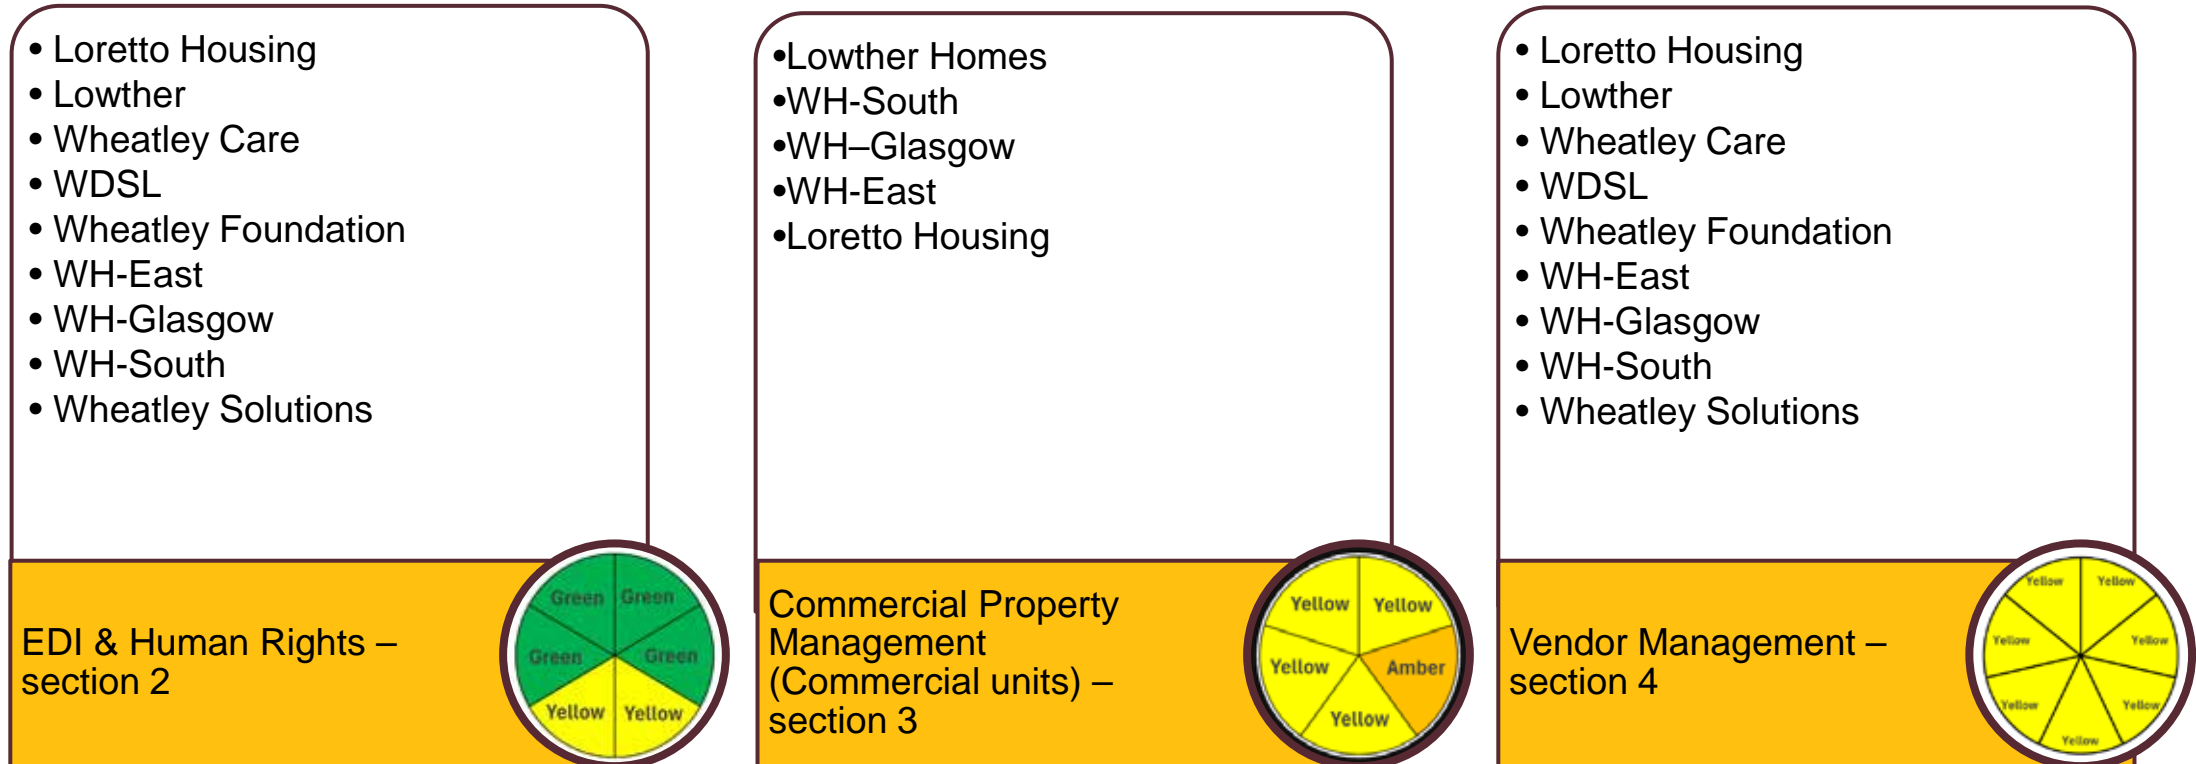 • Loretto Housing
• Lowther
• Wheatley Care
• WDSL
• Wheatley Foundation
• WH-East
• WH-Glasgow
• WH-South
• Wheatley Solutions
EDI & Human Rights –
section 2
Green Green
Green Green
Yellow Yellow
•Lowther Homes
•WH-South
•WH–Glasgow
•WH-East
•Loretto Housing
Commercial Property
Management
(Commercial units) –
section 3
Yellow Yellow
Yellow Amber
Yellow
• Loretto Housing
• Lowther
• Wheatley Care
• WDSL
• Wheatley Foundation
• WH-East
• WH-Glasgow
• WH-South
• Wheatley Solutions
Vendor Management –
section 4
Yellow Yellow
Yellow Yellow
Yellow Yellow
Yellow